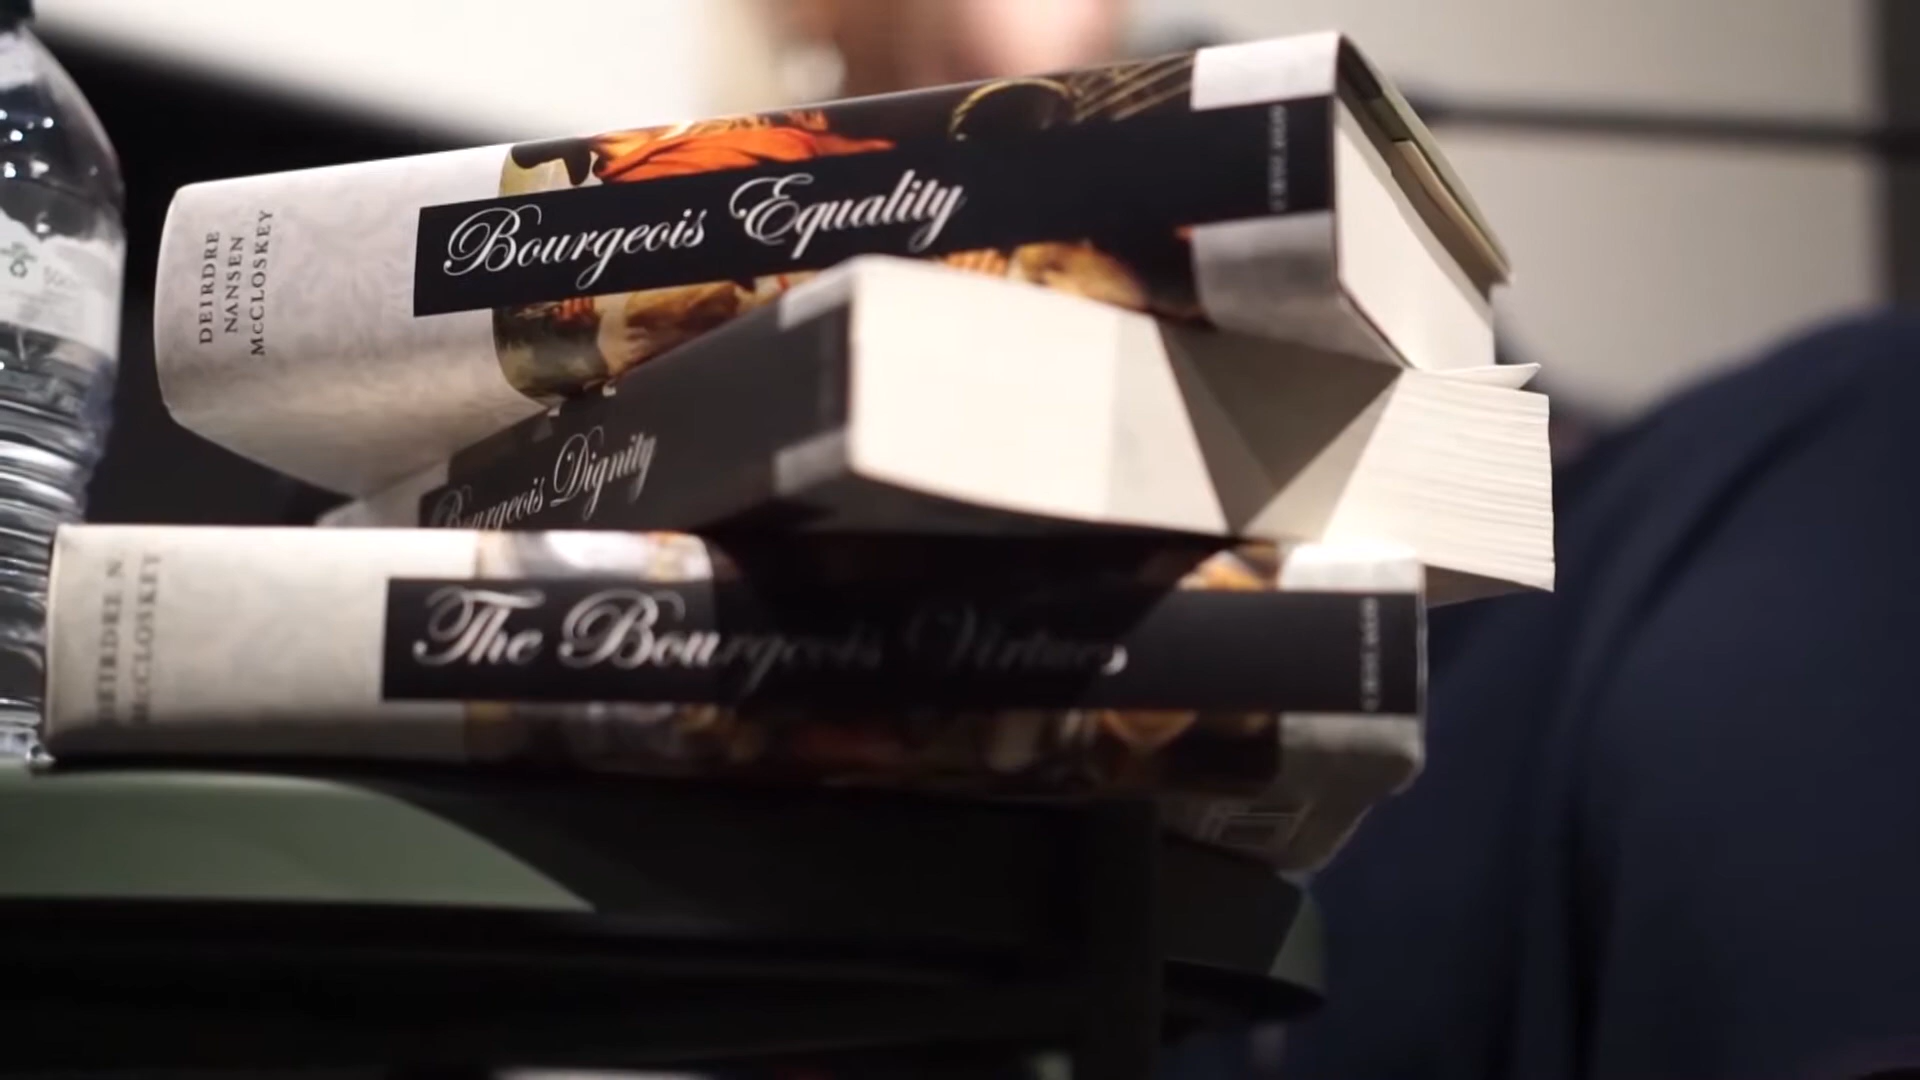 DEIRDRE
NANSEN
McCLOSKEY
Bourgeois Equality
Bourgeois Dignity
DEIRDRE N.
McCLOSKEY
The Bourgeois Virtues